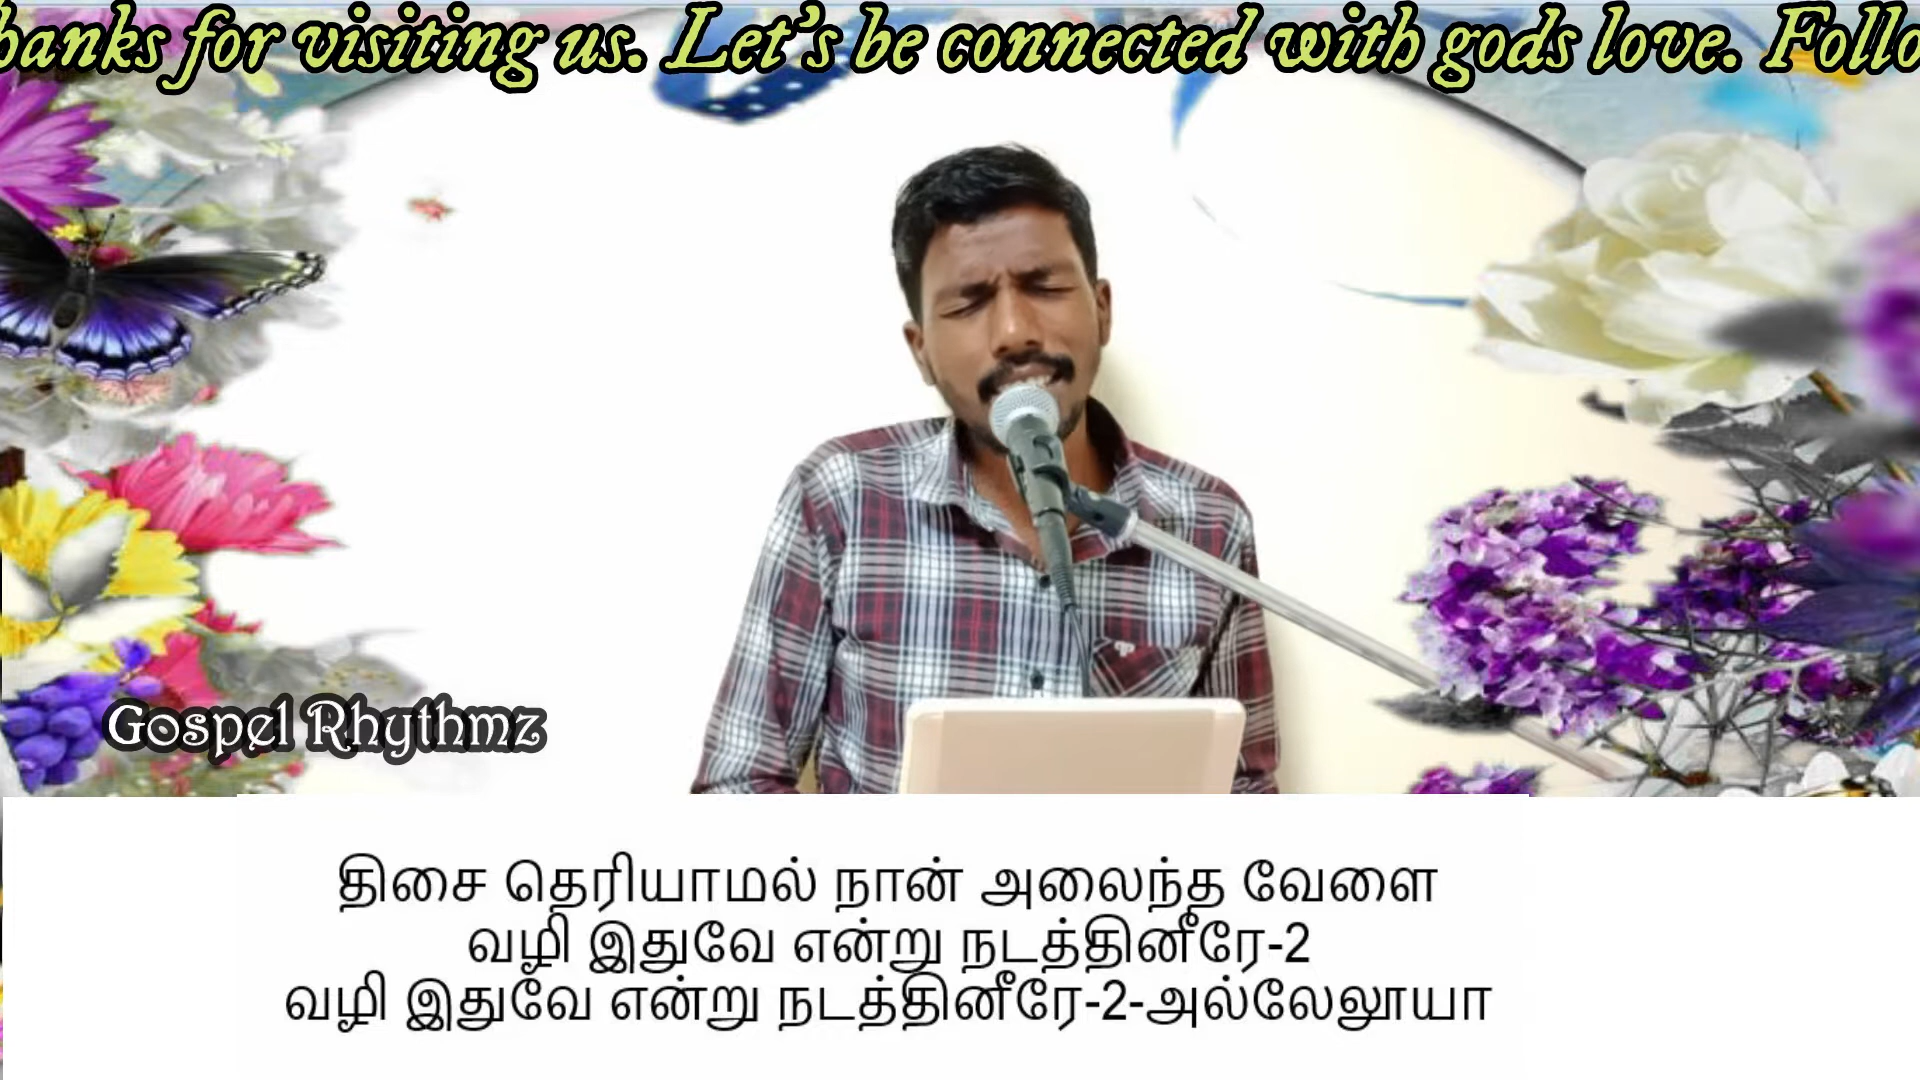 hanks for visiting us. Let's be connected with gods love. Follo
Gospel Rhythmz
திசை தெரியாமல் நான் அலைந்த வேளை
வழி இதுவே என்று நடத்தினீரே-2
வழி இதுவே என்று நடத்தினீரே-2-அல்லேலூயா